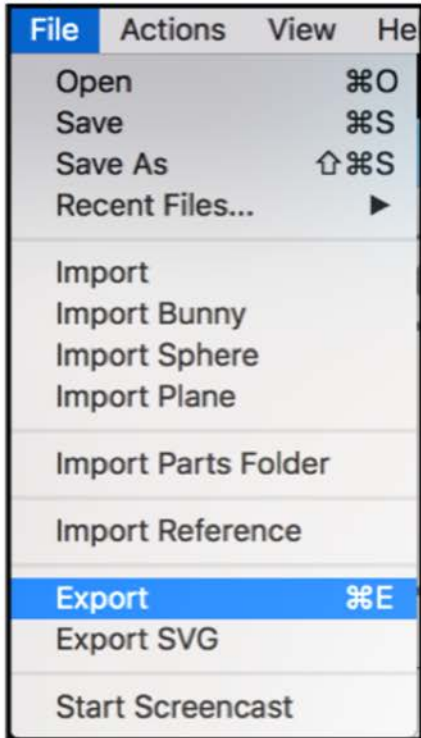 File Actions View He
Open ⌘O
Save ⌘S
Save As ⇧⌘S
Recent Files... ▶
Import
Import Bunny
Import Sphere
Import Plane
Import Parts Folder
Import Reference
Export ⌘E
Export SVG
Start Screencast